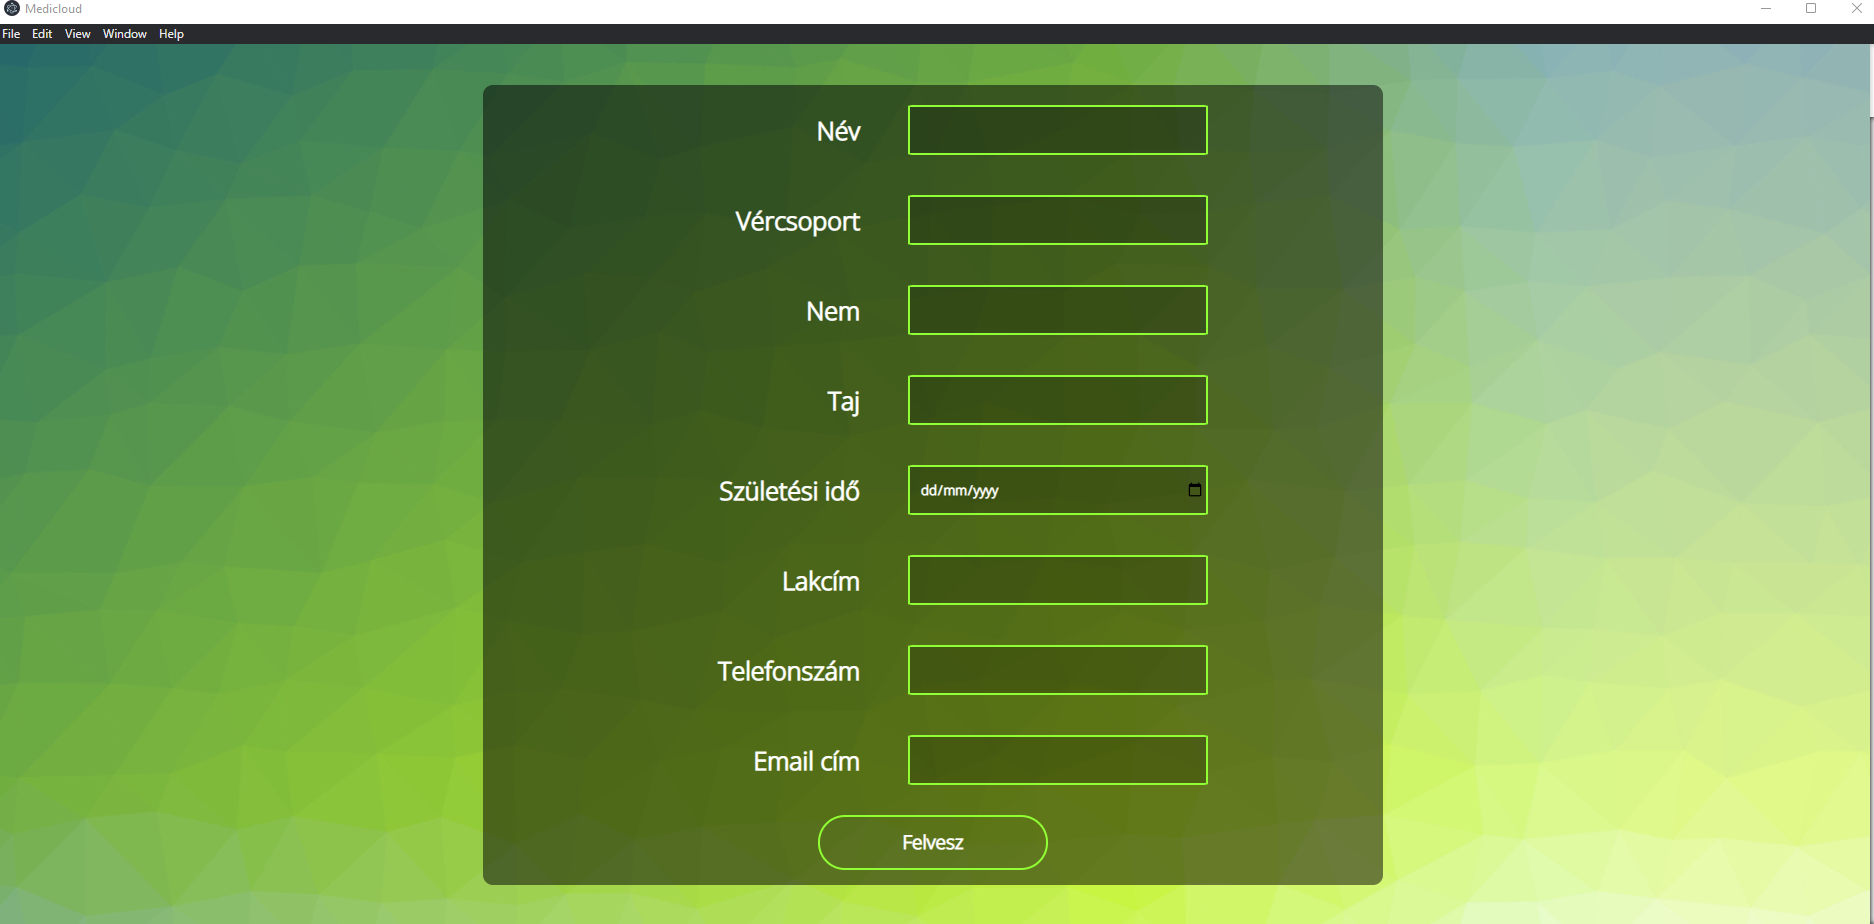 Medicloud
File Edit View Window Help
Név
Vércsoport
Nem
Taj
Születési idő dd/mm/yyyy
Lakcím
Telefonszám
Email cím
Felvesz